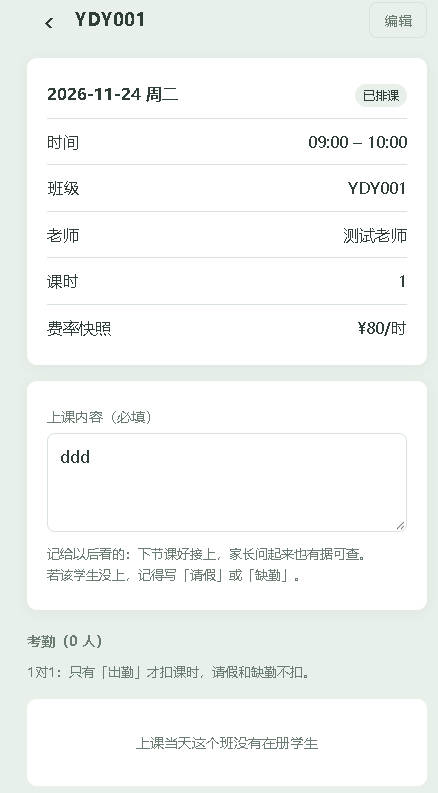 YDY001
编辑
2026-11-24 周二
已排课
时间
09:00 – 10:00
班级
YDY001
老师
测试老师
课时
1
费率快照
¥80/时
上课内容（必填）
ddd
记给以后看的：下节课好接上，家长问起来也有据可查。
若该学生没上，记得写「请假」或「缺勤」。
考勤（0 人）
1对1：只有「出勤」才扣课时，请假和缺勤不扣。
上课当天这个班没有在册学生